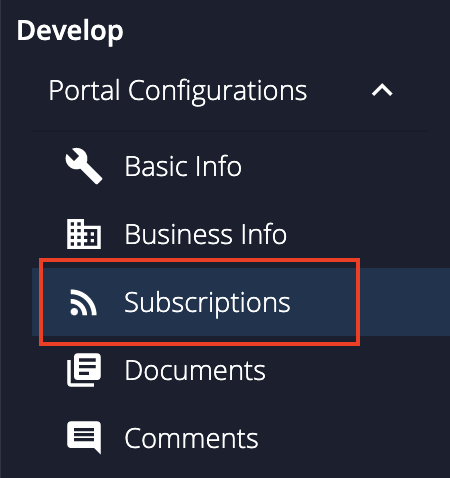 Develop
Portal Configurations
Basic Info
Business Info
Subscriptions
Documents
Comments